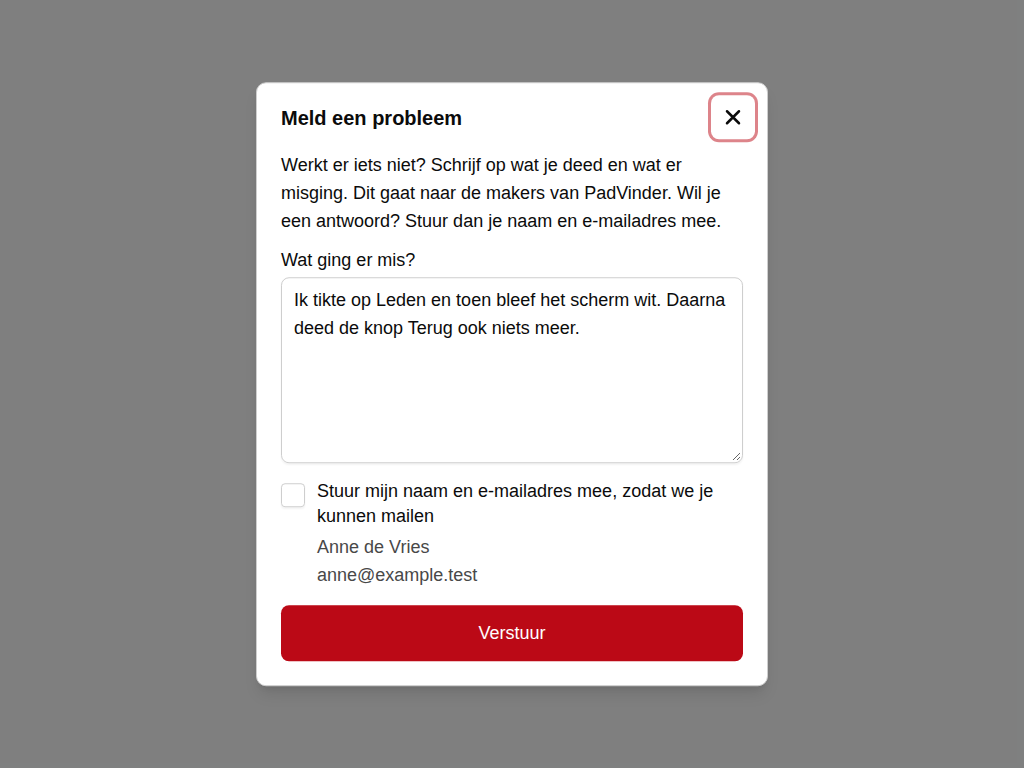 Meld een probleem
Werkt er iets niet? Schrijf op wat je deed en wat er
misging. Dit gaat naar de makers van PadVinder. Wil je
een antwoord? Stuur dan je naam en e-mailadres mee.
Wat ging er mis?
Ik tikte op Leden en toen bleef het scherm wit. Daarna
deed de knop Terug ook niets meer.
Stuur mijn naam en e-mailadres mee, zodat we je
kunnen mailen
Anne de Vries
anne@example.test
Verstuur